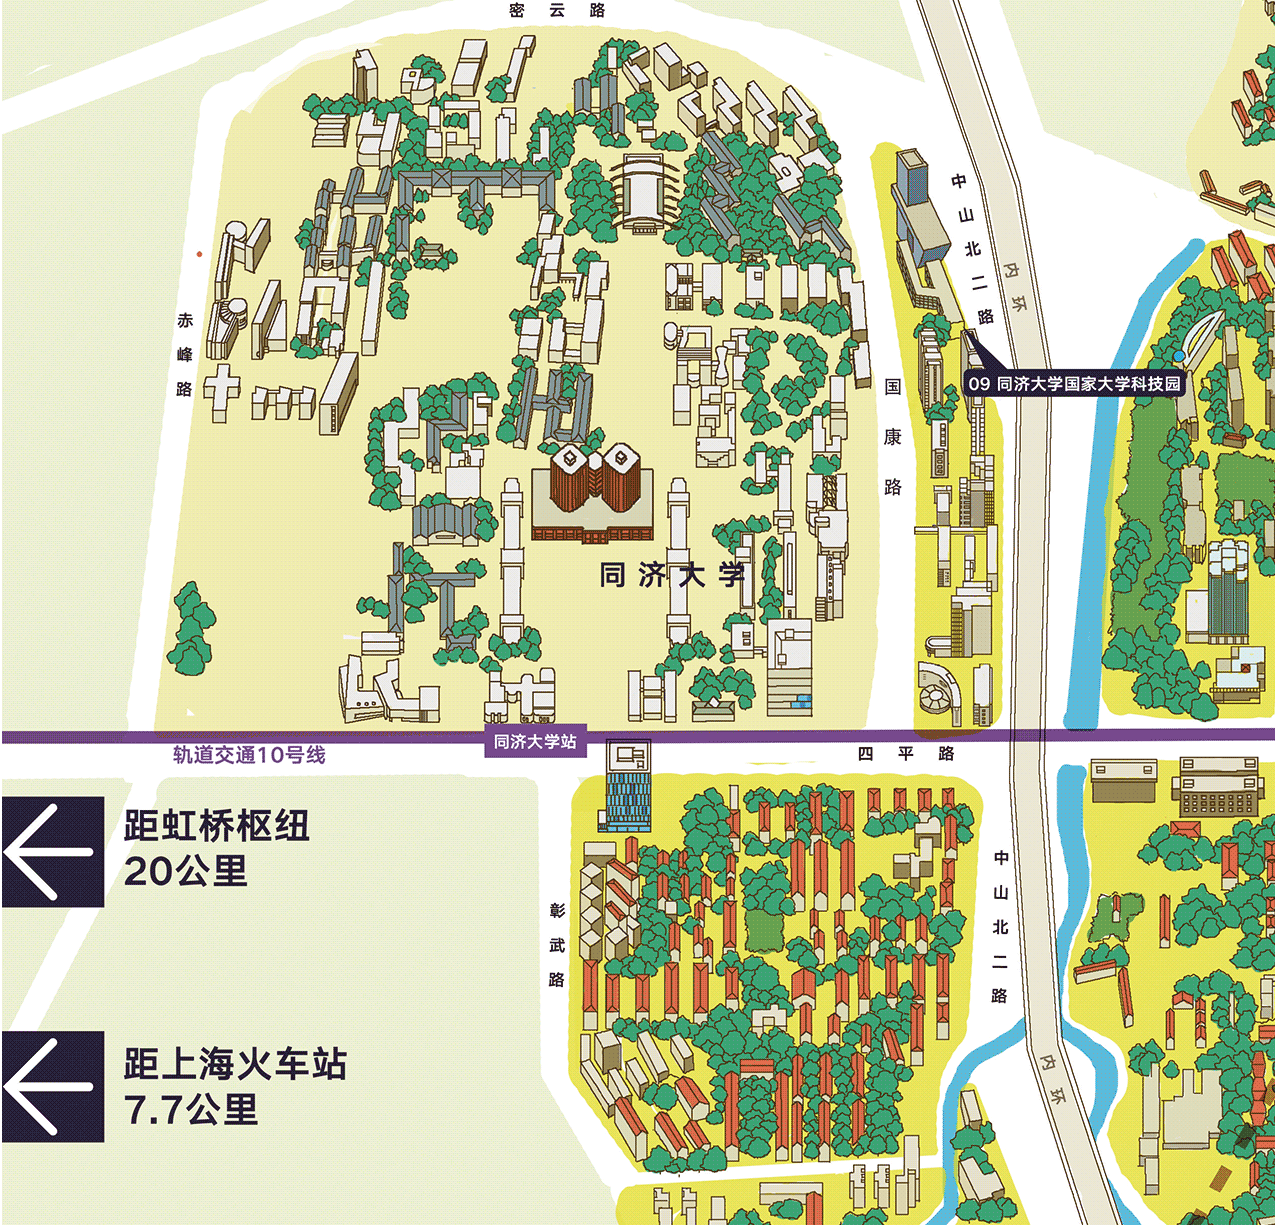 密云路
中山北二路
内环
赤峰路
国康路
09 同济大学国家大学科技园
同济大学
同济大学站
轨道交通10号线
四平路
距虹桥枢纽
20公里
彰武路
中山北二路
距上海火车站
7.7公里
内环